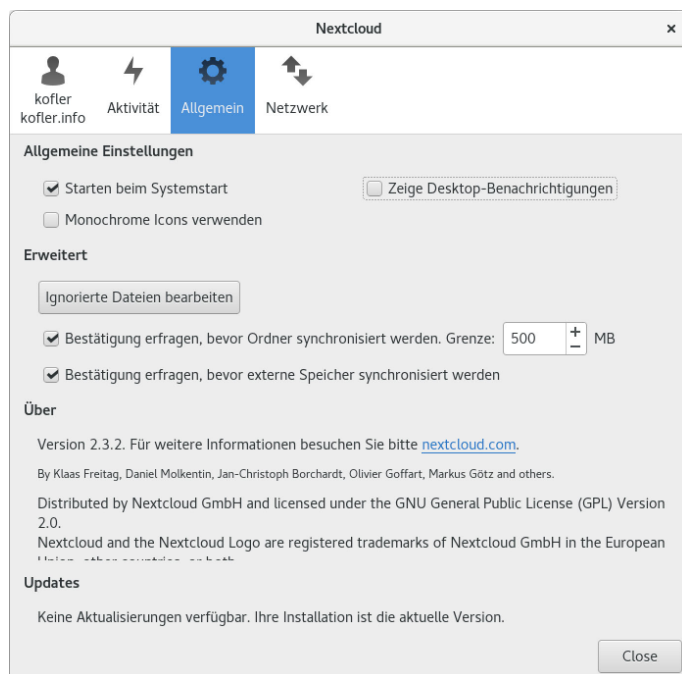 Nextcloud
kofler
kofler.info
Aktivität
Allgemein
Netzwerk
Allgemeine Einstellungen
Starten beim Systemstart
Zeige Desktop-Benachrichtigungen
Monochrome Icons verwenden
Erweitert
Ignorierte Dateien bearbeiten
Bestätigung erfragen, bevor Ordner synchronisiert werden. Grenze: 500 MB
Bestätigung erfragen, bevor externe Speicher synchronisiert werden
Über
Version 2.3.2. Für weitere Informationen besuchen Sie bitte nextcloud.com.
By Klaas Freitag, Daniel Molkentin, Jan-Christoph Borchardt, Olivier Goffart, Markus Götz and others.
Distributed by Nextcloud GmbH and licensed under the GNU General Public License (GPL) Version
2.0.
Nextcloud and the Nextcloud Logo are registered trademarks of Nextcloud GmbH in the European
Union, other countries, or both.
Updates
Keine Aktualisierungen verfügbar. Ihre Installation ist die aktuelle Version.
Close